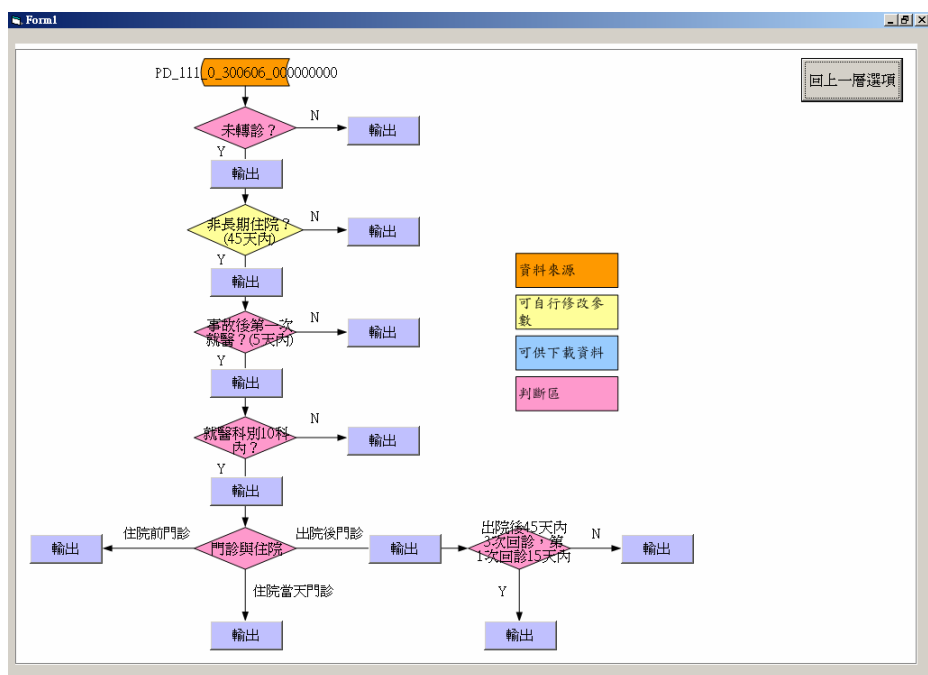 Form1
PD_111_0_300606_000000000
回上一層選項
未轉診？
N
輸出
Y
輸出
非長期住院？
(45天內)
N
輸出
Y
輸出
資料來源
可自行修改參
數
可供下載資料
判斷區
事故後第一次
就醫？(5天內)
N
輸出
Y
輸出
就醫科別10科
內？
N
輸出
Y
輸出
輸出
住院前門診
門診與住院
出院後門診
輸出
出院後45天內
3次回診，第
1次回診15天內
N
輸出
住院當天門診
Y
輸出
輸出